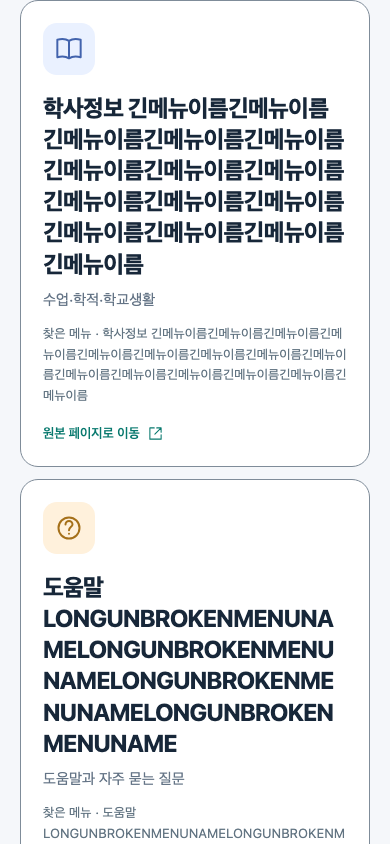 학사정보 긴메뉴이름긴메뉴이름
긴메뉴이름긴메뉴이름긴메뉴이름
긴메뉴이름긴메뉴이름긴메뉴이름
긴메뉴이름긴메뉴이름긴메뉴이름
긴메뉴이름긴메뉴이름긴메뉴이름
긴메뉴이름
수업·학적·학교생활
찾은 메뉴 · 학사정보 긴메뉴이름긴메뉴이름긴메뉴이름긴메
뉴이름긴메뉴이름긴메뉴이름긴메뉴이름긴메뉴이름긴메뉴이
름긴메뉴이름긴메뉴이름긴메뉴이름긴메뉴이름긴메뉴이름긴
메뉴이름
원본 페이지로 이동
도움말
LONGUNBROKENMENUNA
MELONGUNBROKENMENU
NAMELONGUNBROKENME
NUNAMELONGUNBROKEN
MENUNAME
도움말과 자주 묻는 질문
찾은 메뉴 · 도움말
LONGUNBROKENMENUNAMELONGUNBROKENM